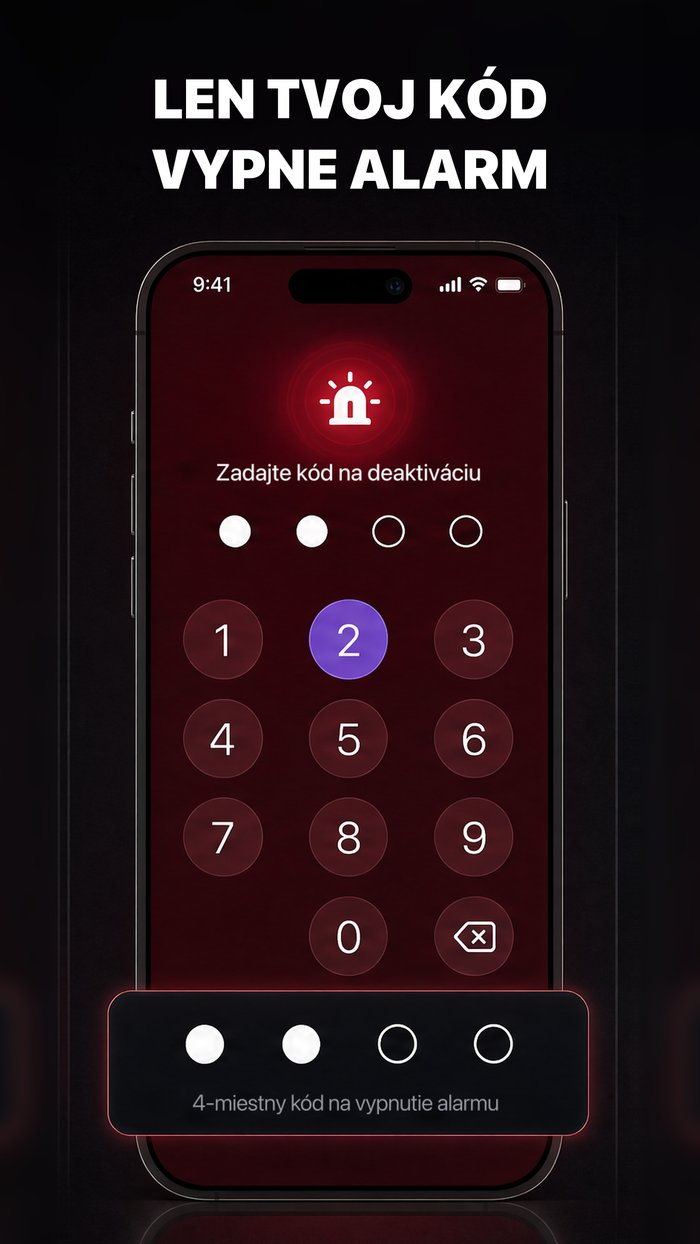 LEN TVOJ KÓD
VYPNE ALARM
9:41
Zadajte kód na deaktiváciu
1 2 3
4 5 6
7 8 9
0
4-miestny kód na vypnutie alarmu